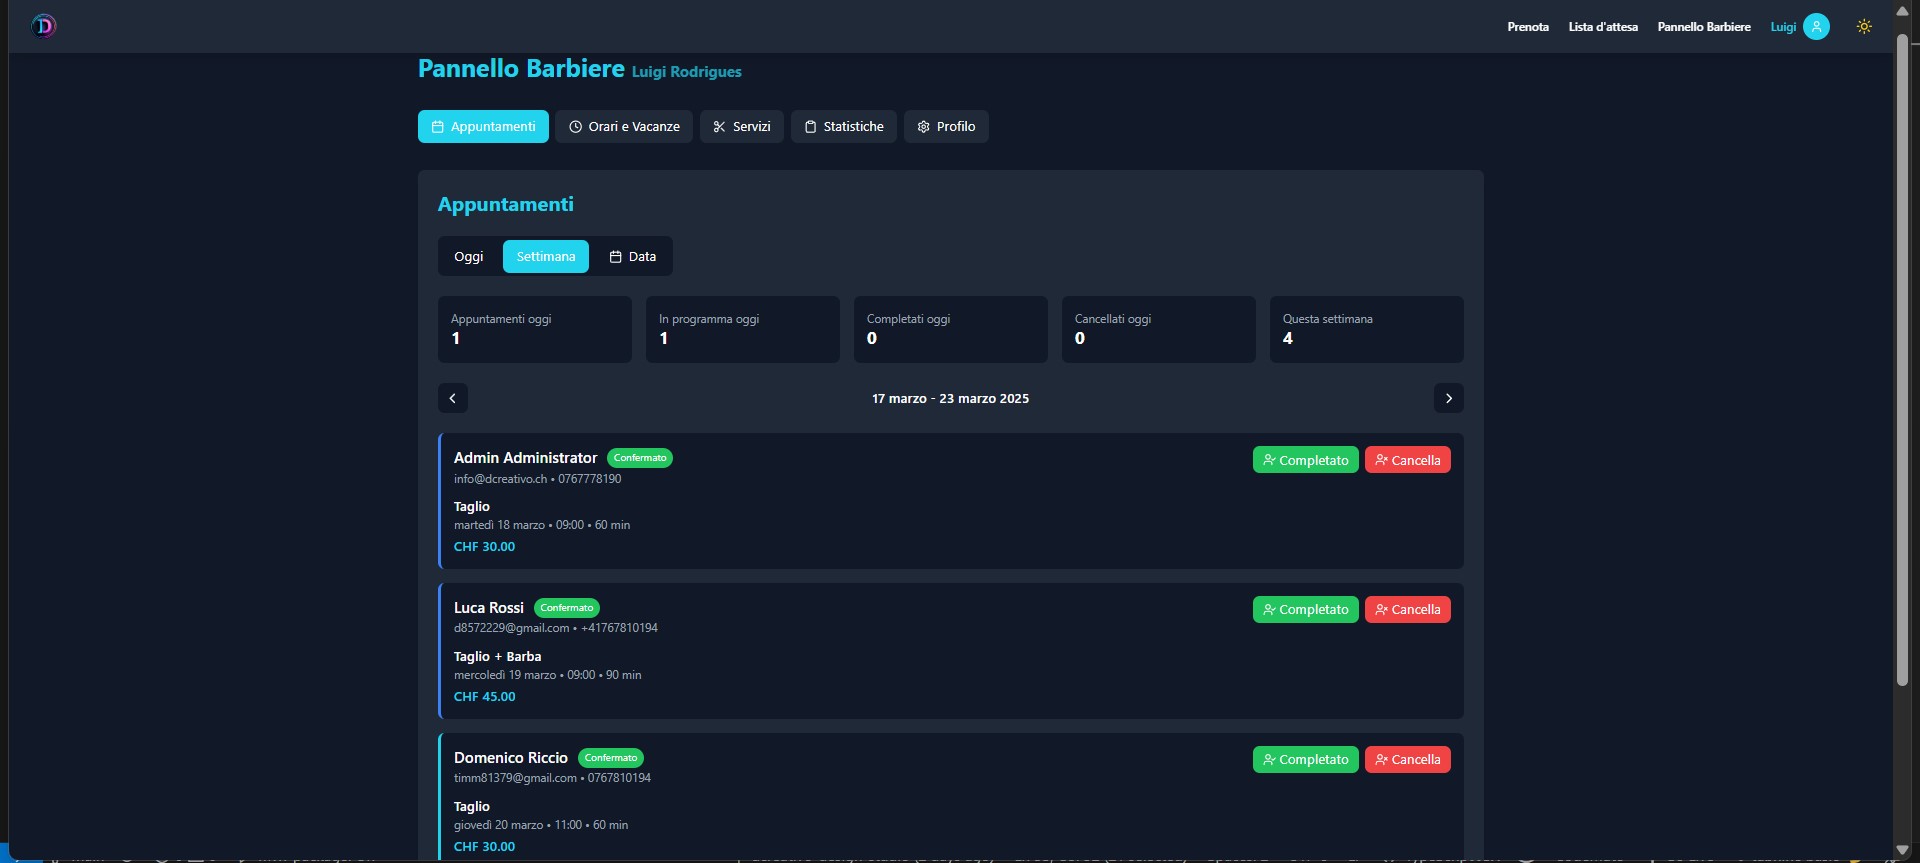 Prenota Lista d'attesa Pannello Barbiere Luigi
Pannello Barbiere Luigi Rodrigues
Appuntamenti Orari e Vacanze Servizi Statistiche Profilo
Appuntamenti
Oggi Settimana Data
Appuntamenti oggi
1
In programma oggi
1
Completati oggi
0
Cancellati oggi
0
Questa settimana
4
17 marzo - 23 marzo 2025
Admin Administrator Confermato
Completato Cancella
info@dcreativo.ch • 0767778190
Taglio
martedì 18 marzo • 09:00 • 60 min
CHF 30.00
Luca Rossi Confermato
Completato Cancella
d8572229@gmail.com • +41767810194
Taglio + Barba
mercoledì 19 marzo • 09:00 • 90 min
CHF 45.00
Domenico Riccio Confermato
Completato Cancella
timm81379@gmail.com • 0767810194
Taglio
giovedì 20 marzo • 11:00 • 60 min
CHF 30.00